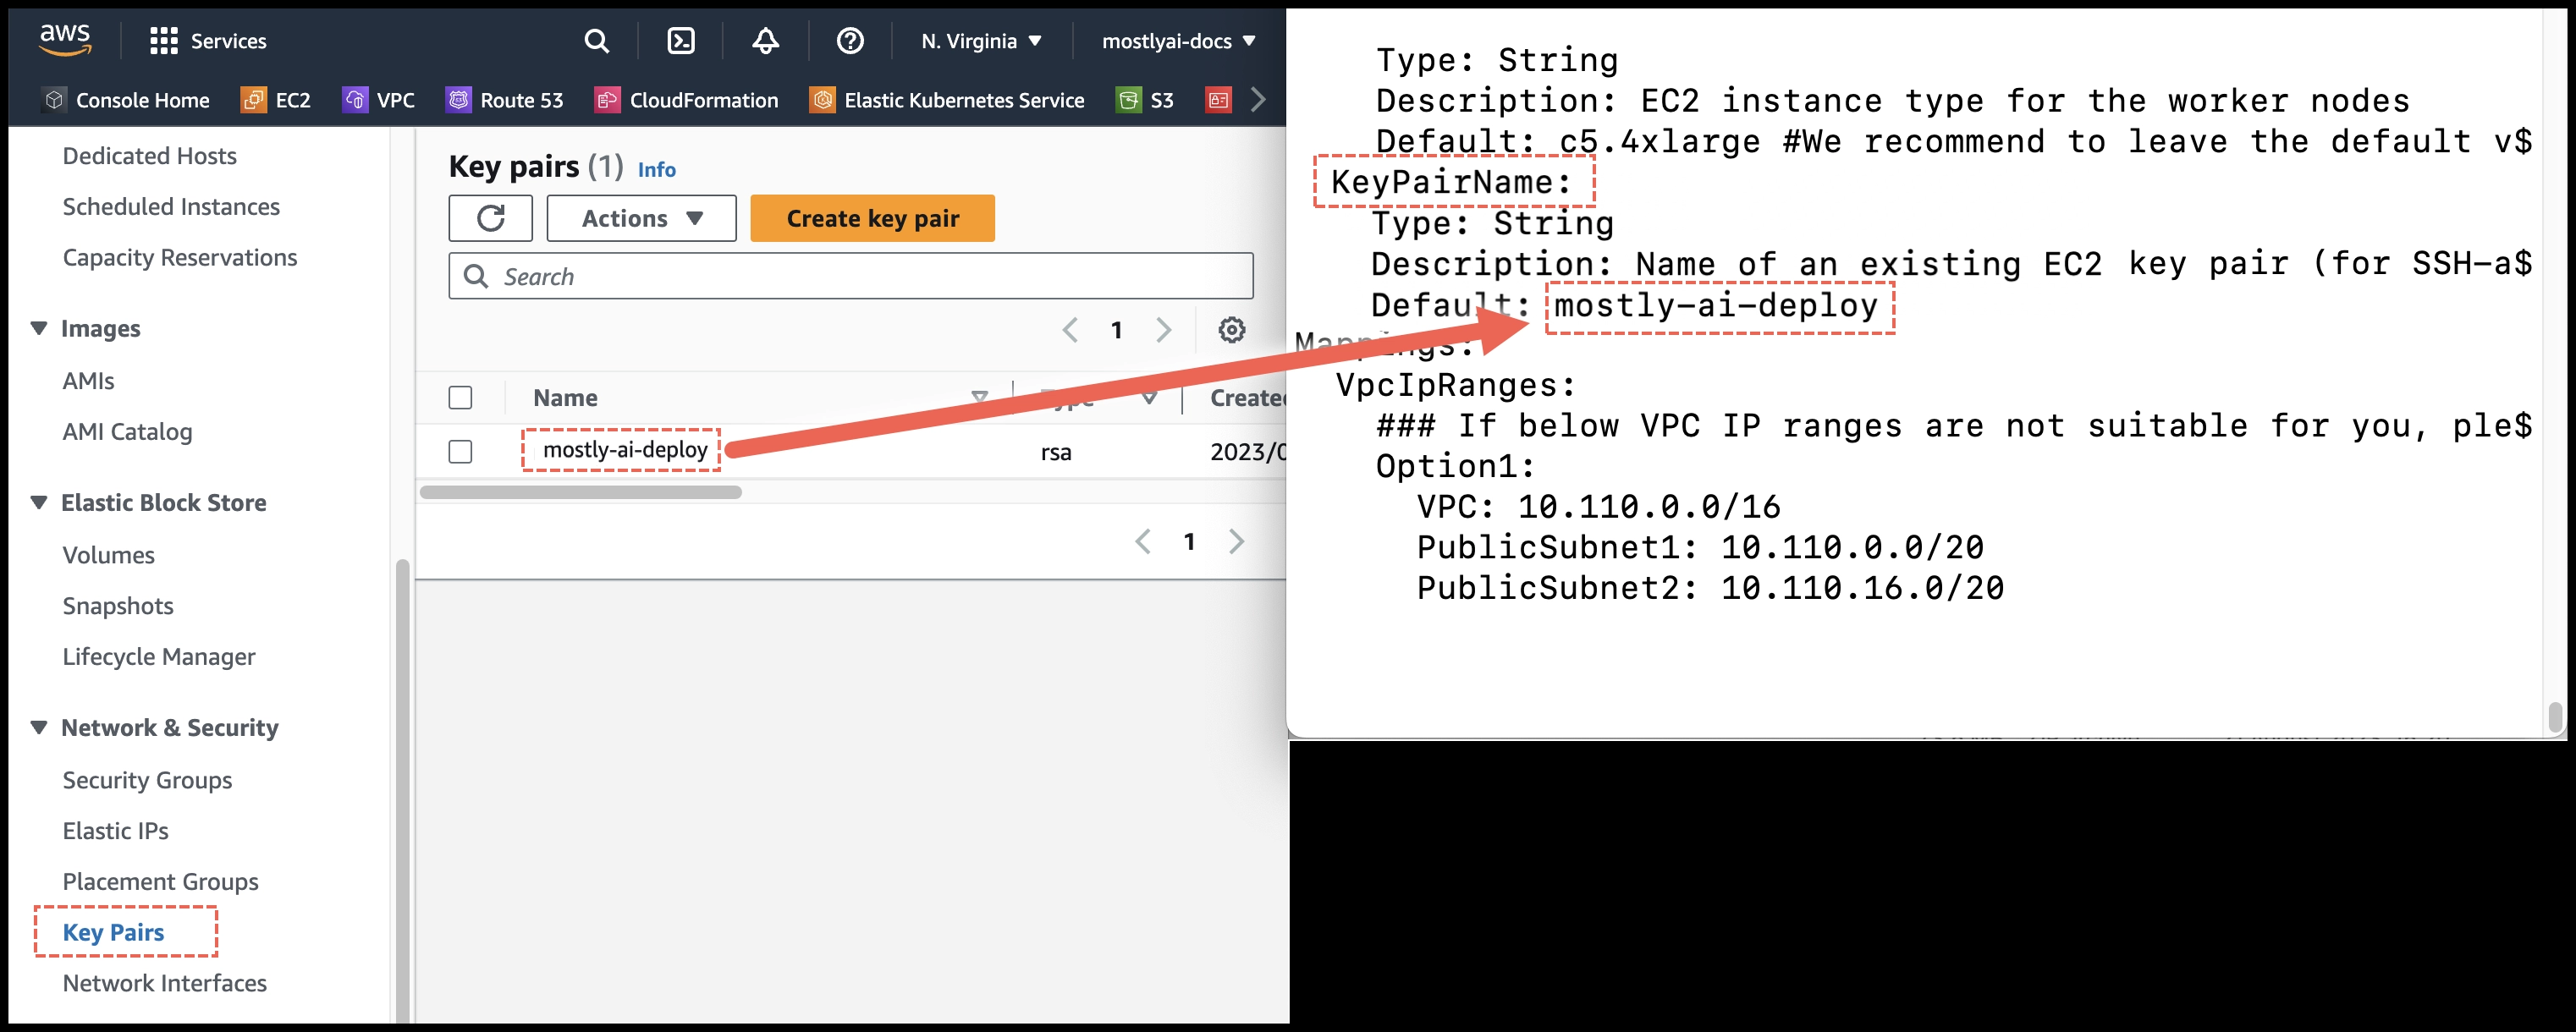 aws
Services
N. Virginia
mostlyai-docs
Console Home
EC2
VPC
Route 53
CloudFormation
Elastic Kubernetes Service
S3
Dedicated Hosts
Scheduled Instances
Capacity Reservations
Images
AMIs
AMI Catalog
Elastic Block Store
Volumes
Snapshots
Lifecycle Manager
Network & Security
Security Groups
Elastic IPs
Placement Groups
Key Pairs
Network Interfaces
Key pairs (1) Info
Actions
Create key pair
Search
1
Name Type Create
mostly-ai-deploy rsa 2023/0
1
Type: String
Description: EC2 instance type for the worker nodes
Default: c5.4xlarge #We recommend to leave the default v$
KeyPairName:
Type: String
Description: Name of an existing EC2 key pair (for SSH-a$
Default: mostly-ai-deploy
Mappings:
VpcIpRanges:
### If below VPC IP ranges are not suitable for you, ple$
Option1:
VPC: 10.110.0.0/16
PublicSubnet1: 10.110.0.0/20
PublicSubnet2: 10.110.16.0/20